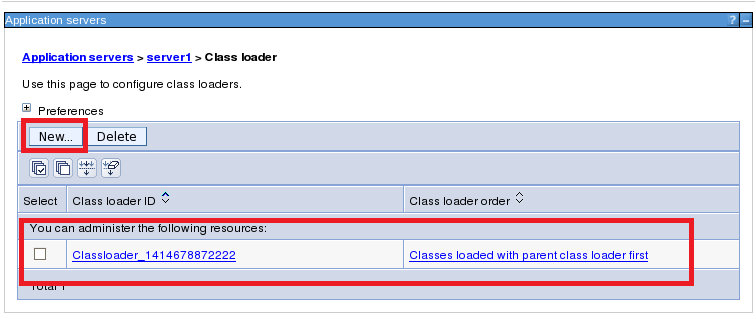 Application servers ? –
Application servers > server1 > Class loader
Use this page to configure class loaders.
+ Preferences
New... Delete
Select Class loader ID Class loader order
You can administer the following resources:
Classloader_1414678872222 Classes loaded with parent class loader first
Total 1